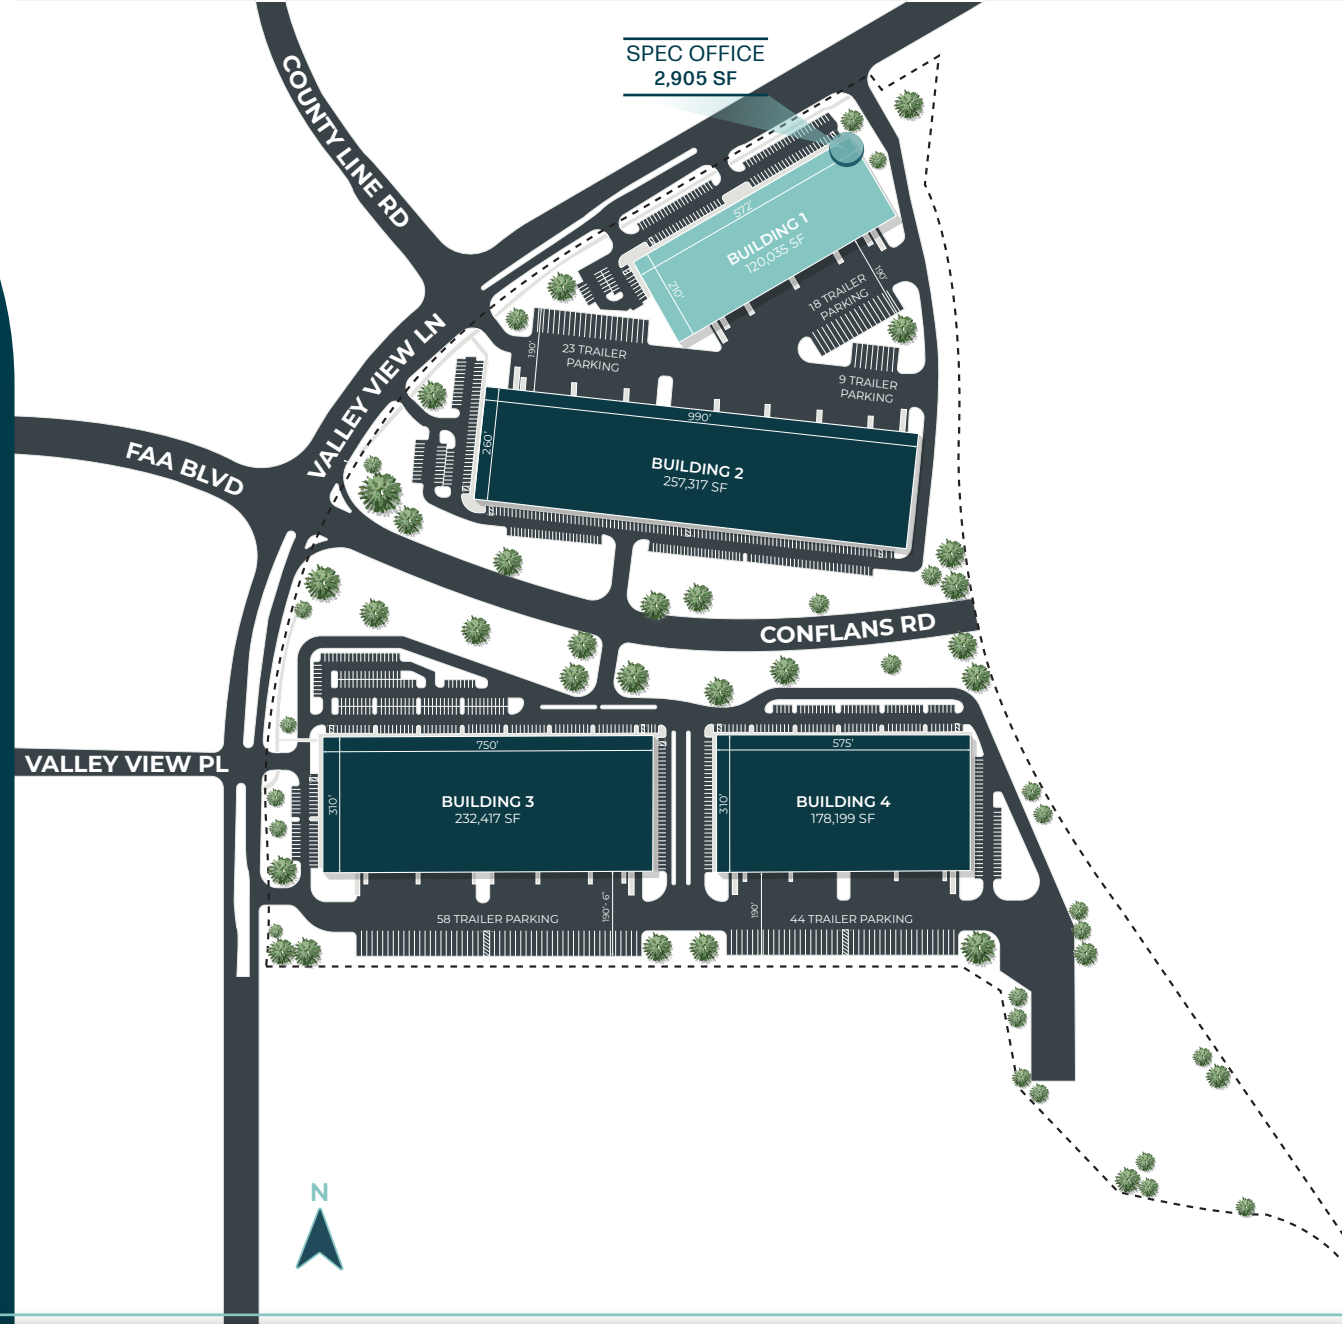 SPEC OFFICE
2,905 SF
COUNTY LINE RD
572'
BUILDING 1
120,035 SF
210'
190'
18 TRAILER
PARKING
VALLEY VIEW LN
190'
23 TRAILER
PARKING
9 TRAILER
PARKING
990'
260'
BUILDING 2
257,317 SF
FAA BLVD
CONFLANS RD
VALLEY VIEW PL
750'
310'
BUILDING 3
232,417 SF
575'
310'
BUILDING 4
178,199 SF
58 TRAILER PARKING
190'- 6"
190'
44 TRAILER PARKING
N